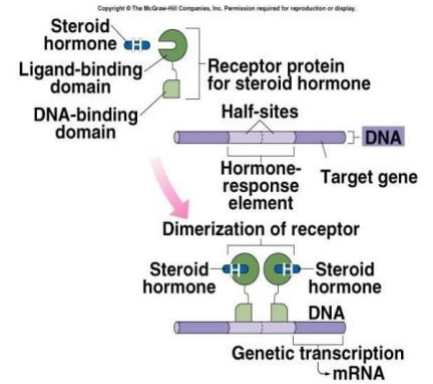 Copyright © The McGraw-Hill Companies, Inc. Permission required for reproduction or display.
Steroid
hormone
Ligand-binding
domain
DNA-binding
domain
Receptor protein
for steroid hormone
Half-sites
DNA
Hormone-
response
element
Target gene
Dimerization of receptor
Steroid
hormone
Steroid
hormone
DNA
Genetic transcription
mRNA